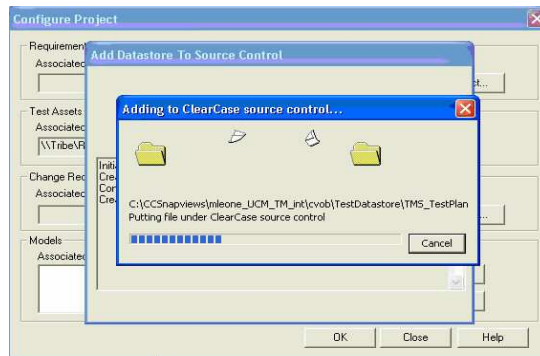 Configure Project
Requirement
Associated
Add Datastore To Source Control
Adding to ClearCase source control...
Test Assets
Associated
\\Tribe\R
Initi
Crea
Con
Crea
C:\CCSnapviews\mleone_UCM_TM_int\cvob\TestDatastore\TMS_TestPlan
Putting file under ClearCase source control
Cancel
Change Req
Associated
Models
Associated
OK
Close
Help